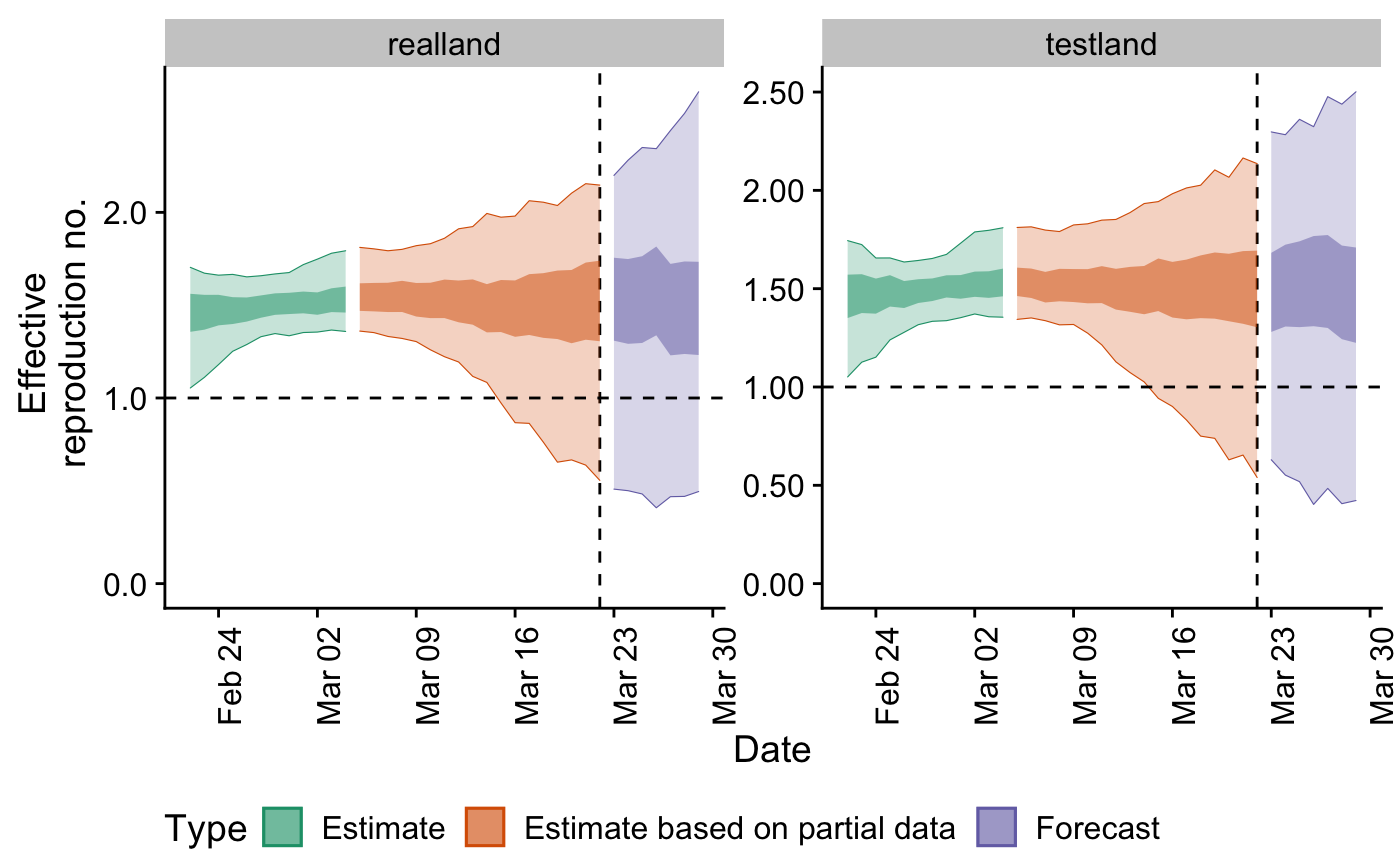 realland
testland
Effective
reproduction no.
2.0
1.0
0.0
2.50
2.00
1.50
1.00
0.50
0.00
Feb 24
Mar 02
Mar 09
Mar 16
Mar 23
Mar 30
Feb 24
Mar 02
Mar 09
Mar 16
Mar 23
Mar 30
Date
Type Estimate Estimate based on partial data Forecast